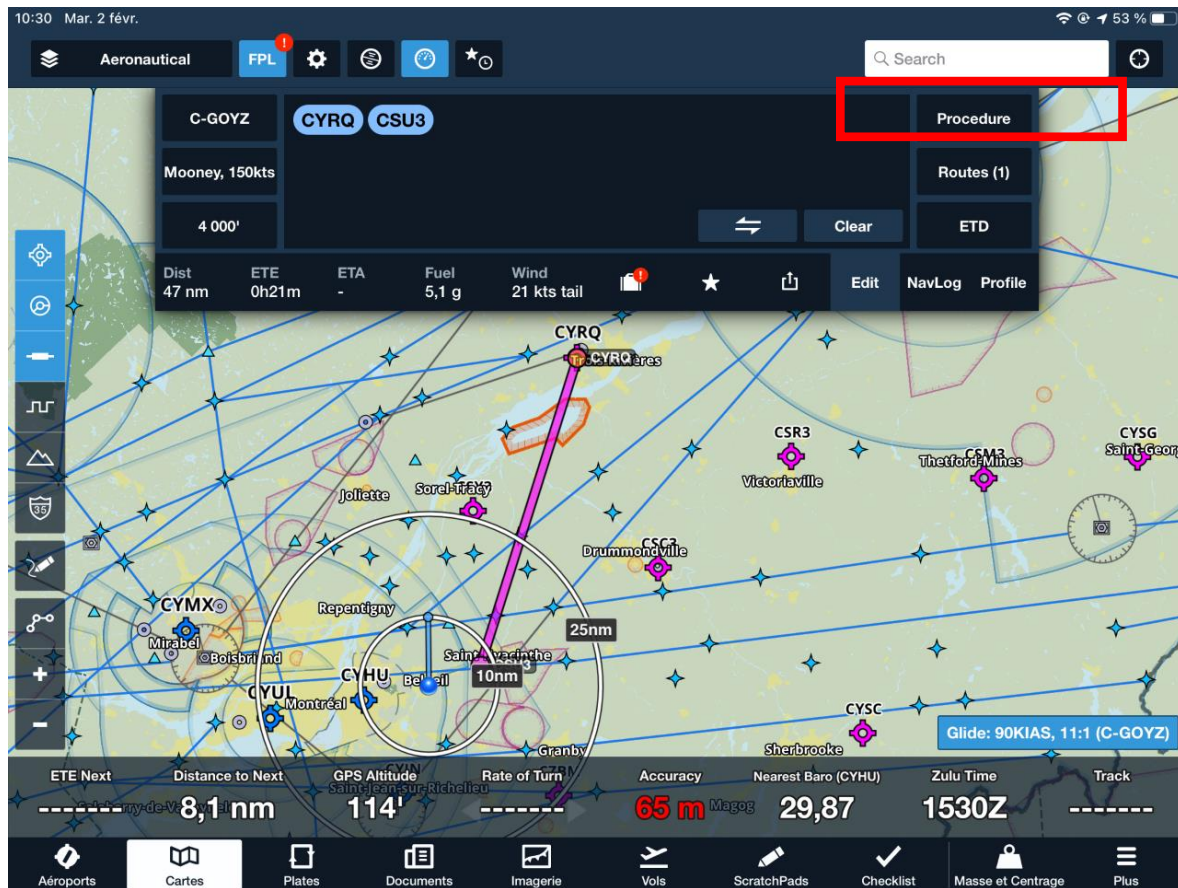 10:30 Mar. 2 févr.
53 %
Aeronautical
FPL
!
Search
C-GOYZ
CYRQ CSU3
Procedure
Mooney, 150kts
Routes (1)
4 000'
Clear
ETD
Dist
47 nm
ETE
0h21m
ETA
-
Fuel
5,1 g
Wind
21 kts tail
!
Edit
NavLog
Profile
CYRQ
CYRQ
CSR3
Victoriaville
CSM3
Thetford-Mines
CYSG
Joliette
Sorel-Tracy
CSC3
Drummondville
35
CYMX
Mirabel
Repentigny
25nm
Boisbriand
10nm
CYHU
CYUL
Montréal
CYSC
Sherbrooke
Glide: 90KIAS, 11:1 (C-GOYZ)
Granby
ETE Next
-------
Distance to Next
8,1 nm
GPS Altitude
114'
Saint-Jean-sur-Richelieu
Rate of Turn
-------
Accuracy
65 m
Magog
Nearest Baro (CYHU)
29,87
Zulu Time
1530Z
Track
-------
Aéroports
Cartes
Plates
Documents
Imagerie
Vols
ScratchPads
Checklist
Masse et Centrage
Plus